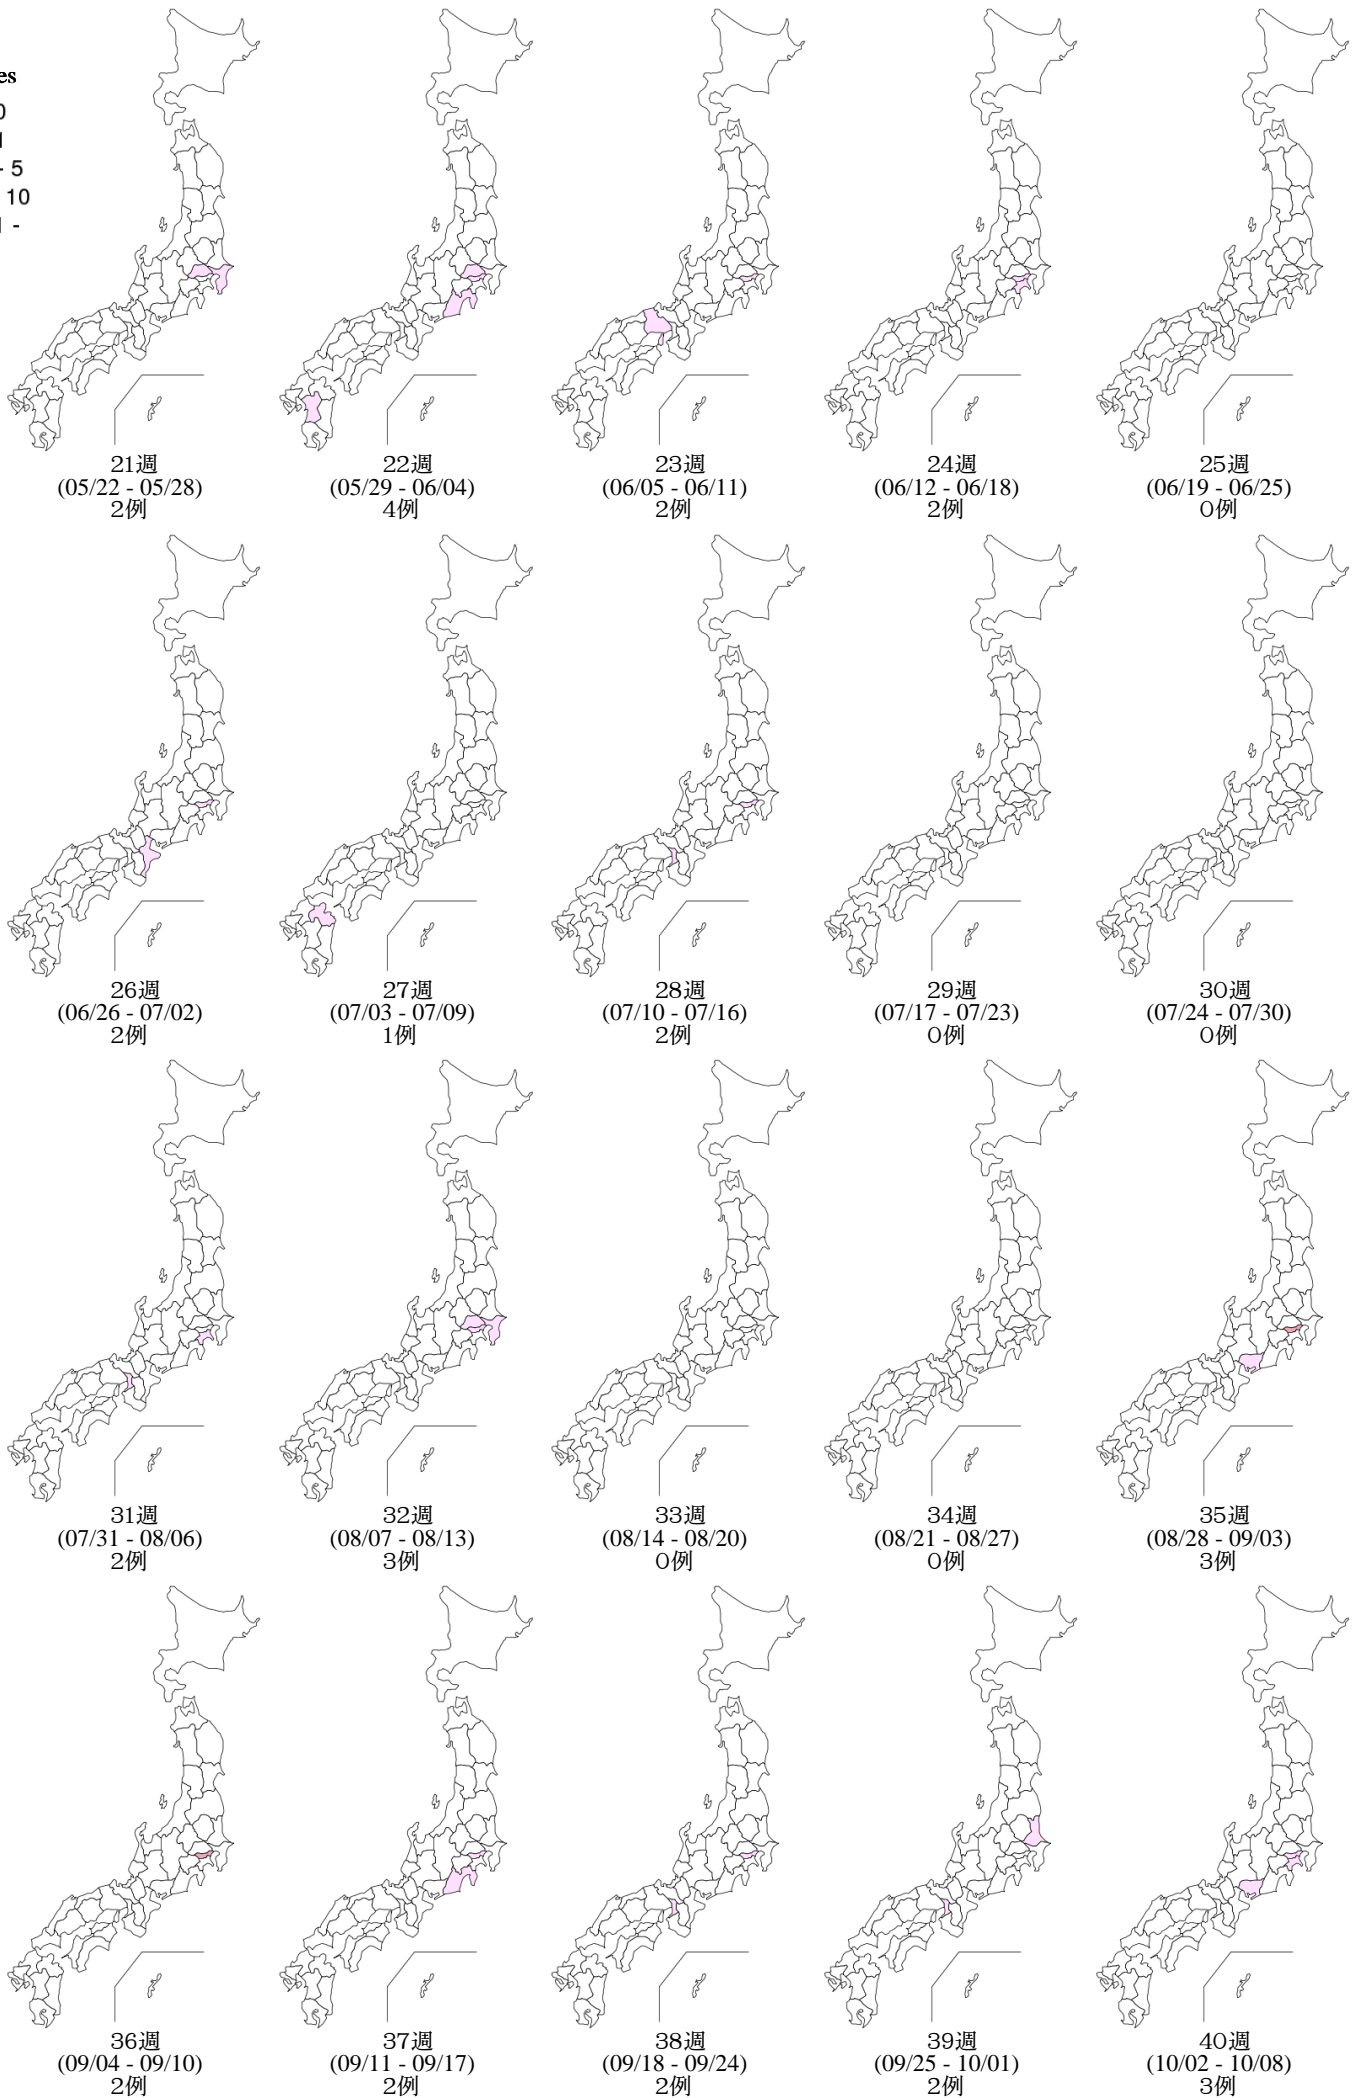 es
0
1
- 5
10
1 -
21週
(05/22 - 05/28)
2例
22週
(05/29 - 06/04)
4例
23週
(06/05 - 06/11)
2例
24週
(06/12 - 06/18)
2例
25週
(06/19 - 06/25)
0例
26週
(06/26 - 07/02)
2例
27週
(07/03 - 07/09)
1例
28週
(07/10 - 07/16)
2例
29週
(07/17 - 07/23)
0例
30週
(07/24 - 07/30)
0例
31週
(07/31 - 08/06)
2例
32週
(08/07 - 08/13)
3例
33週
(08/14 - 08/20)
0例
34週
(08/21 - 08/27)
0例
35週
(08/28 - 09/03)
3例
36週
(09/04 - 09/10)
2例
37週
(09/11 - 09/17)
2例
38週
(09/18 - 09/24)
2例
39週
(09/25 - 10/01)
2例
40週
(10/02 - 10/08)
3例